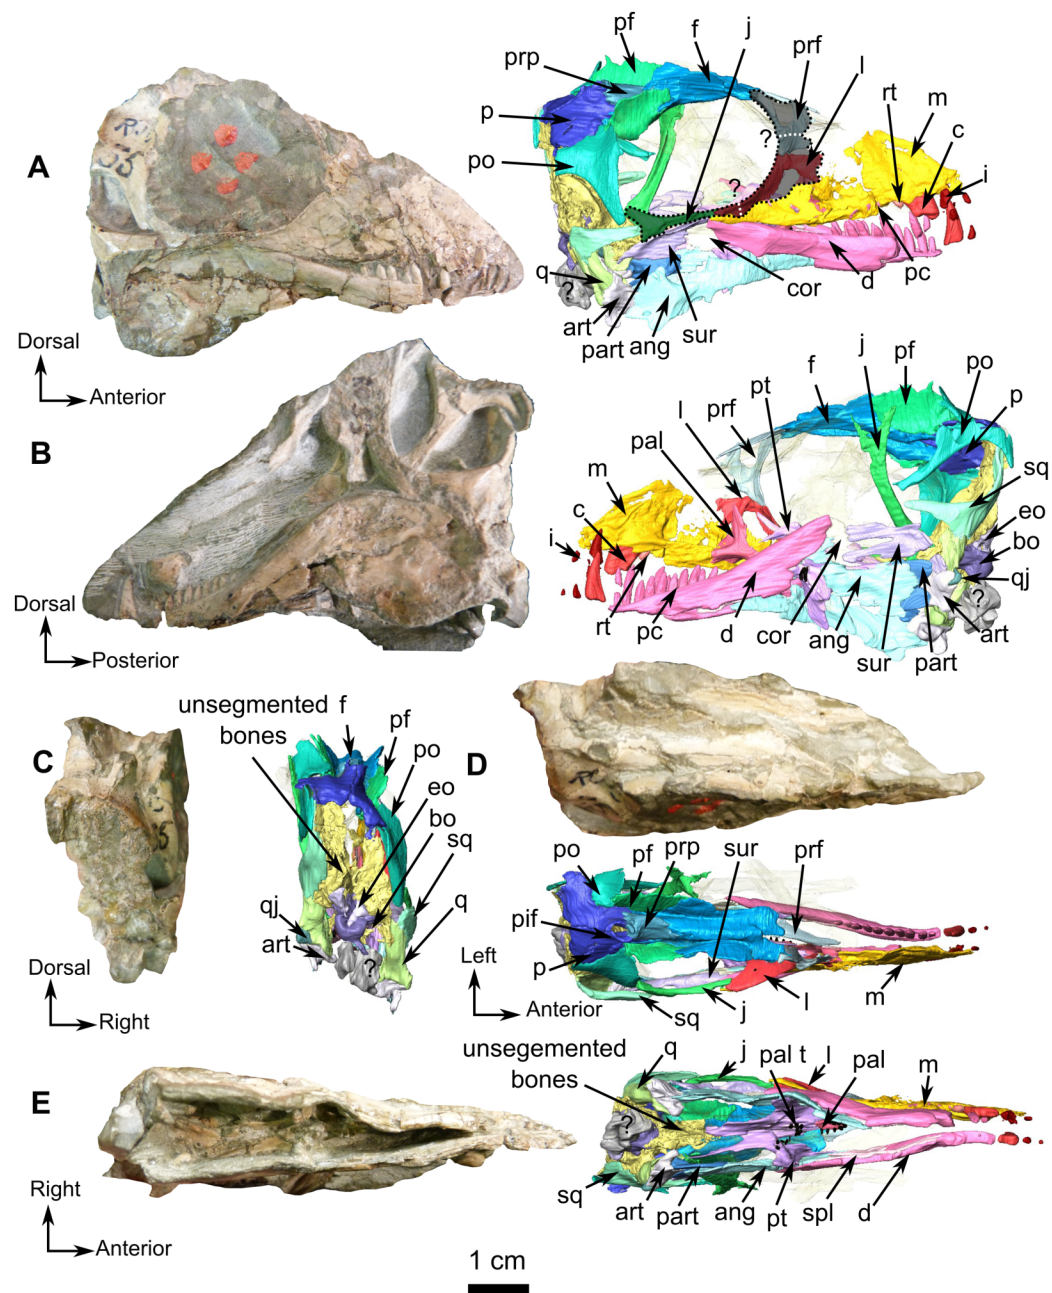 pf
f
j
prf
prp
l
rt
m
p
c
i
A
R.
35
?
po
?
q
?
cor
d
pc
art
part
ang
sur
Dorsal
Anterior
B
j
pf
po
f
p
l
prf
pt
pal
sq
m
eo
c
bo
i
qj
?
rt
pc
d
cor
ang
sur
part
art
Dorsal
Posterior
unsegmented
bones
f
pf
po
eo
bo
sq
C
35
qj
art
q
?
Dorsal
Right
D
R
po
pf
prp
sur
prf
pif
p
Left
Anterior
sq
j
l
m
unsegemented
bones
q
j
pal t
l
pal
m
E
?
sq
art
part
ang
pt
spl
d
Right
Anterior
1 cm